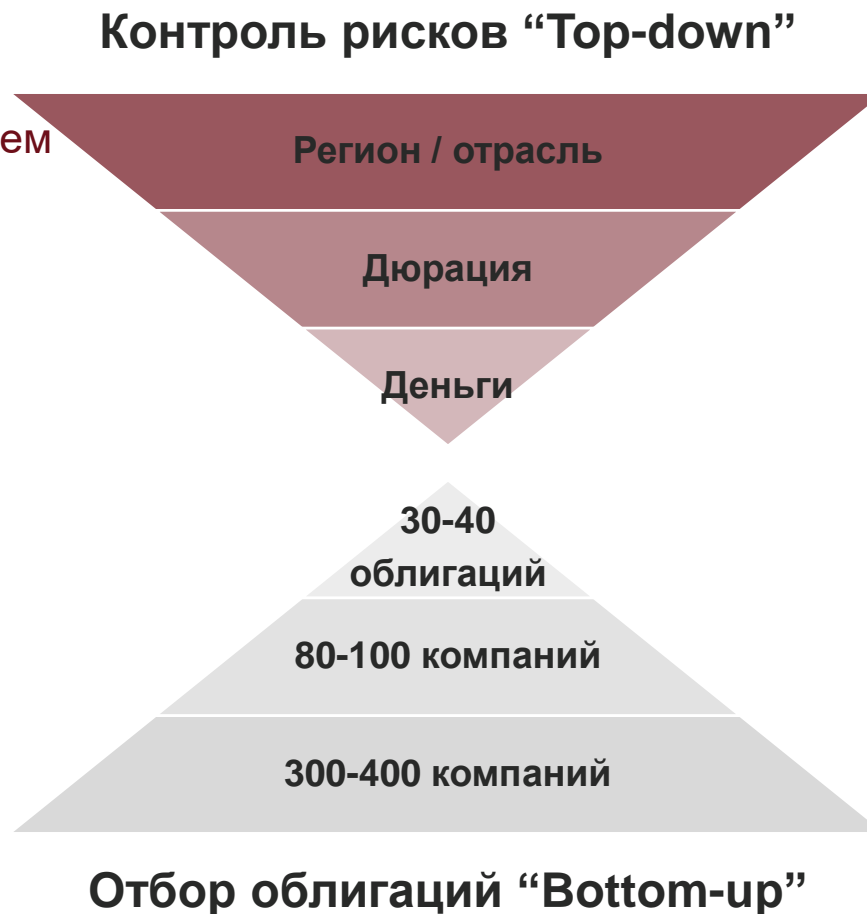 Контроль рисков “Top-down”
ем
Регион / отрасль
Дюрация
Деньги
30-40
облигаций
80-100 компаний
300-400 компаний
Отбор облигаций “Bottom-up”